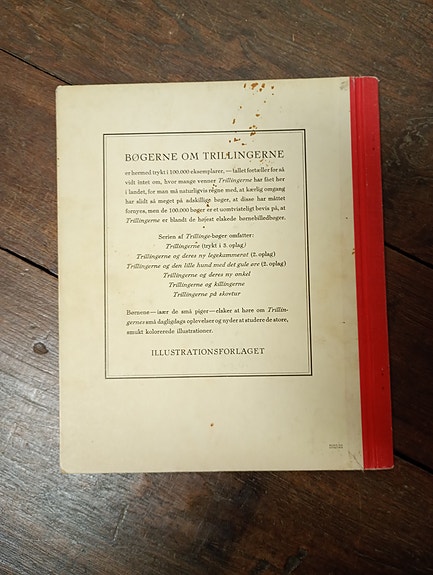 BØGERNE OM TRILLINGERNE
er hermed trykt i 100.000 eksemplarer, — tallet fortæller for så
vidt intet om, hvor mange venner Trillingerne har fået her
i landet, for man må naturligvis regne med, at kærlig omgang
har slidt så meget på adskillige bøger, at disse har måttet
fornyes, men de 100.000 bøger er et uomtvisteligt bevis på, at
Trillingerne er blandt de højest elskede børnebilledbøger.
Serien af Trillinge-bøger omfatter:
Trillingerne (trykt i 3. oplag)
Trillingerne og deres ny legekammerat (2. oplag)
Trillingerne og den lille hund med det gule øre (2. oplag)
Trillingerne og deres ny onkel
Trillingerne og killingerne
Trillingerne på skovtur
Børnene — især de små piger — elsker at høre om Trillin-
gernes små dagligdags oplevelser og nyder at studere de store,
smukt kolorerede illustrationer.
ILLUSTRATIONSFORLAGET